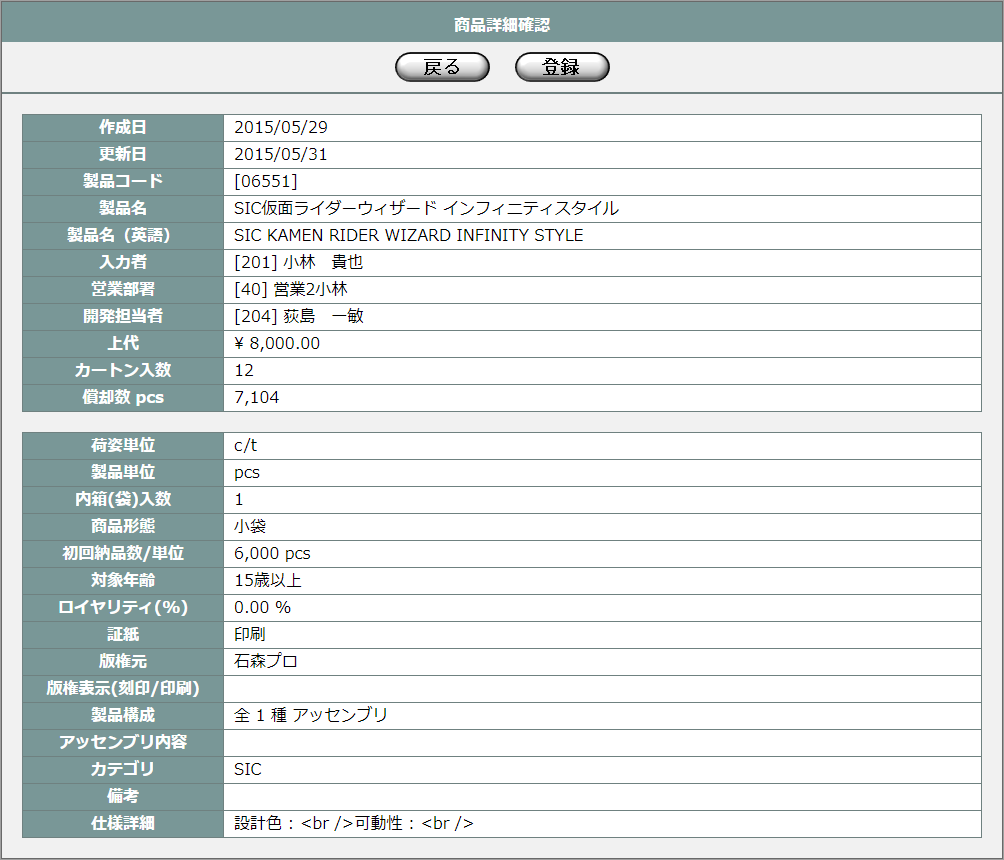 商品詳細確認
戻る 登録
作成日 2015/05/29
更新日 2015/05/31
製品コード [06551]
製品名 SIC仮面ライダーウィザード インフィニティスタイル
製品名（英語） SIC KAMEN RIDER WIZARD INFINITY STYLE
入力者 [201] 小林　貴也
営業部署 [40] 営業2小林
開発担当者 [204] 荻島　一敏
上代 ¥ 8,000.00
カートン入数 12
償却数 pcs 7,104
荷姿単位 c/t
製品単位 pcs
内箱(袋)入数 1
商品形態 小袋
初回納品数/単位 6,000 pcs
対象年齢 15歳以上
ロイヤリティ(%) 0.00 %
証紙 印刷
版権元 石森プロ
版権表示(刻印/印刷)
製品構成 全 1 種 アッセンブリ
アッセンブリ内容
カテゴリ SIC
備考
仕様詳細 設計色：<br />可動性：<br />